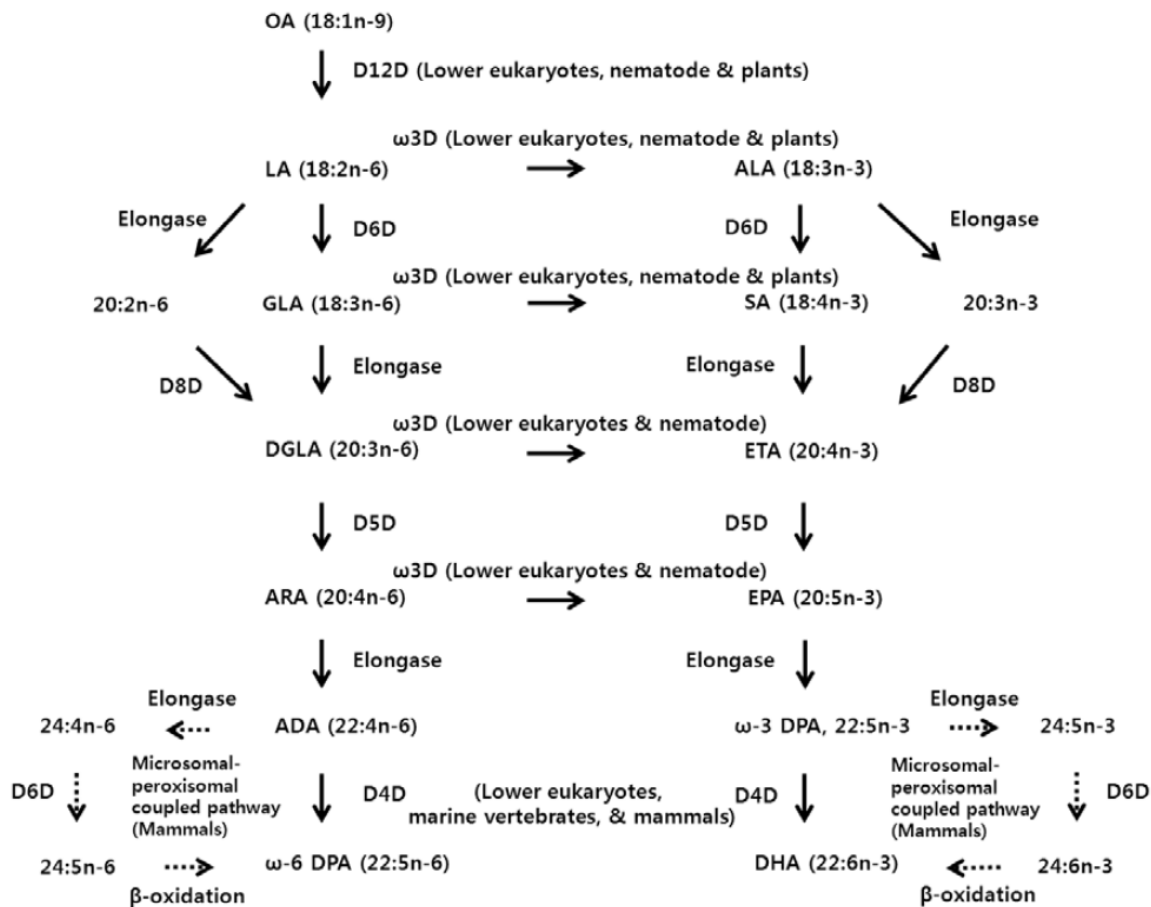 OA (18:1n-9)
D12D (Lower eukaryotes, nematode & plants)
ω3D (Lower eukaryotes, nematode & plants)
LA (18:2n-6)
ALA (18:3n-3)
Elongase
D6D
D6D
Elongase
ω3D (Lower eukaryotes, nematode & plants)
20:2n-6
GLA (18:3n-6)
SA (18:4n-3)
20:3n-3
D8D
Elongase
Elongase
D8D
ω3D (Lower eukaryotes & nematode)
DGLA (20:3n-6)
ETA (20:4n-3)
D5D
D5D
ω3D (Lower eukaryotes & nematode)
ARA (20:4n-6)
EPA (20:5n-3)
Elongase
Elongase
Elongase
Elongase
24:4n-6
ADA (22:4n-6)
ω-3 DPA, 22:5n-3
24:5n-3
D6D
Microsomal-
peroxisomal
coupled pathway
(Mammals)
D4D
(Lower eukaryotes,
marine vertebrates, & mammals)
D4D
Microsomal-
peroxisomal
coupled pathway
(Mammals)
D6D
24:5n-6
ω-6 DPA (22:5n-6)
DHA (22:6n-3)
24:6n-3
β-oxidation
β-oxidation